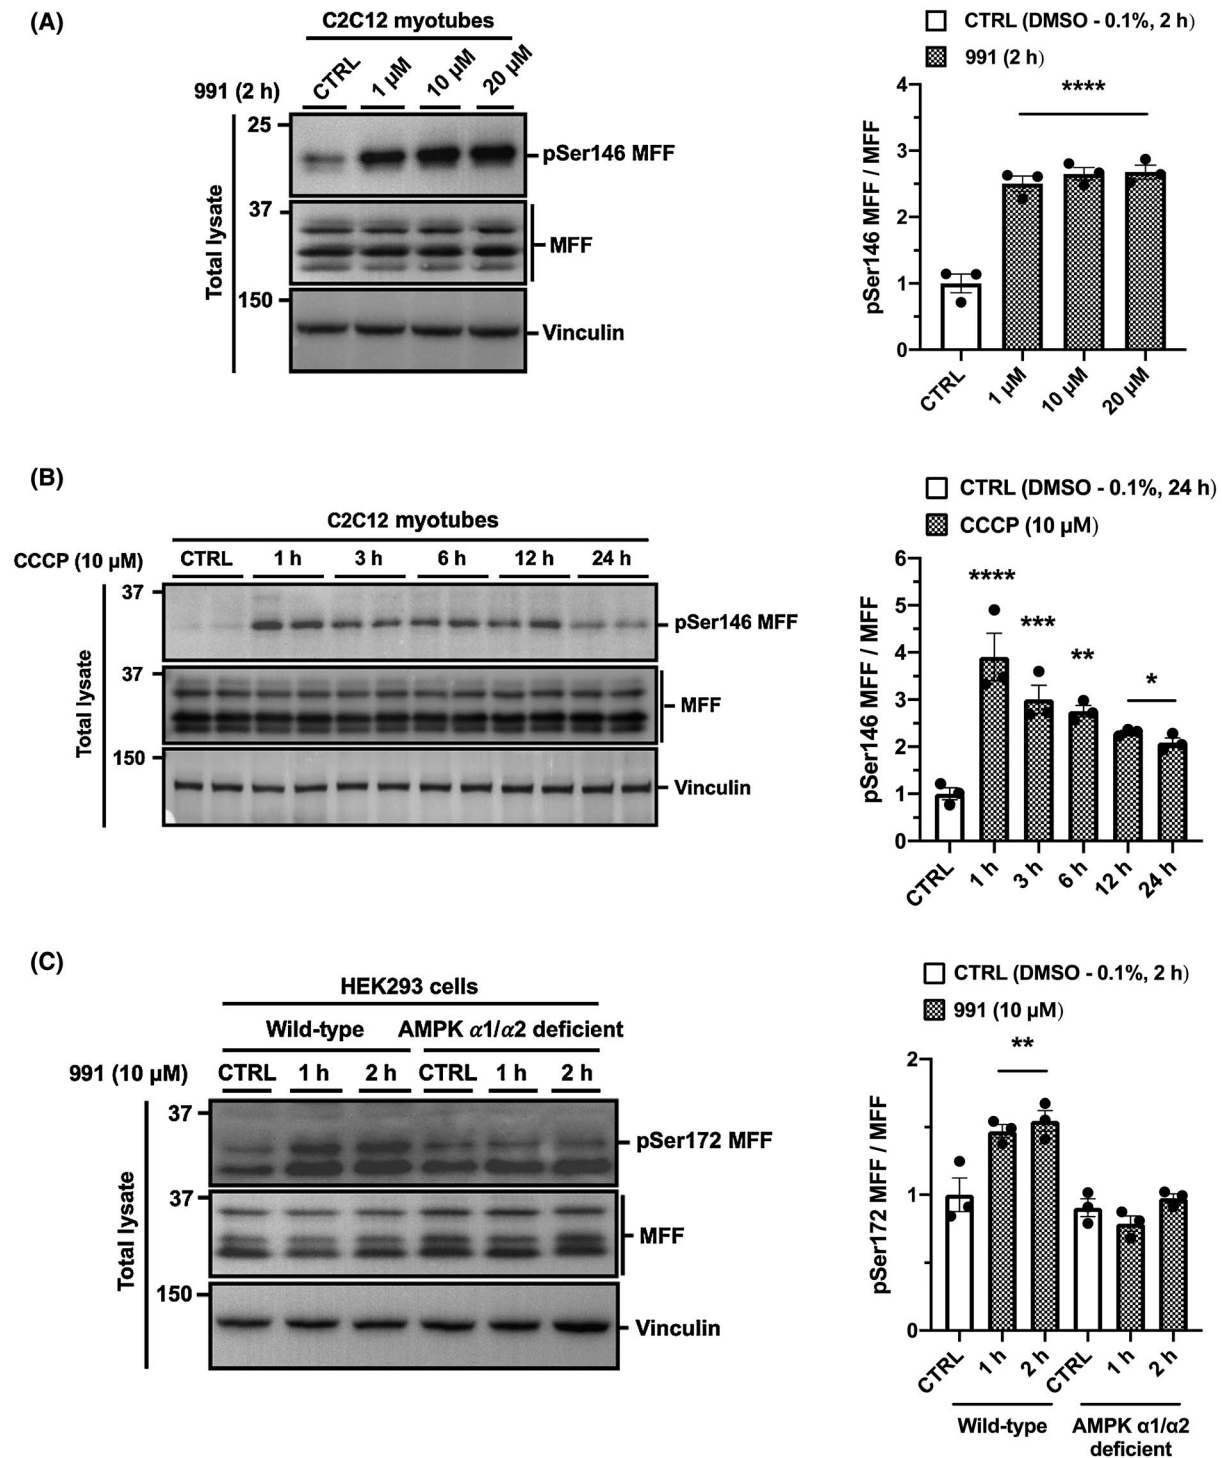 (A)
C2C12 myotubes
991 (2 h) CTRL 1 µM 10 µM 20 µM
Total lysate
25
pSer146 MFF
37
MFF
150
Vinculin
CTRL (DMSO - 0.1%, 2 h)
991 (2 h)
****
pSer146 MFF / MFF
4
3
2
1
0
CTRL 1 µM 10 µM 20 µM
(B)
C2C12 myotubes
CCCP (10 µM) CTRL 1 h 3 h 6 h 12 h 24 h
Total lysate
37
pSer146 MFF
37
MFF
150
Vinculin
CTRL (DMSO - 0.1%, 24 h)
CCCP (10 µM)
**** *** ** *
pSer146 MFF / MFF
6
5
4
3
2
1
0
CTRL 1 h 3 h 6 h 12 h 24 h
(C)
HEK293 cells
Wild-type AMPK α1/α2 deficient
991 (10 µM) CTRL 1 h 2 h CTRL 1 h 2 h
Total lysate
37
pSer172 MFF
37
MFF
150
Vinculin
CTRL (DMSO - 0.1%, 2 h)
991 (10 µM)
**
pSer172 MFF / MFF
2
1
0
CTRL 1 h 2 h CTRL 1 h 2 h
Wild-type AMPK α1/α2
deficient